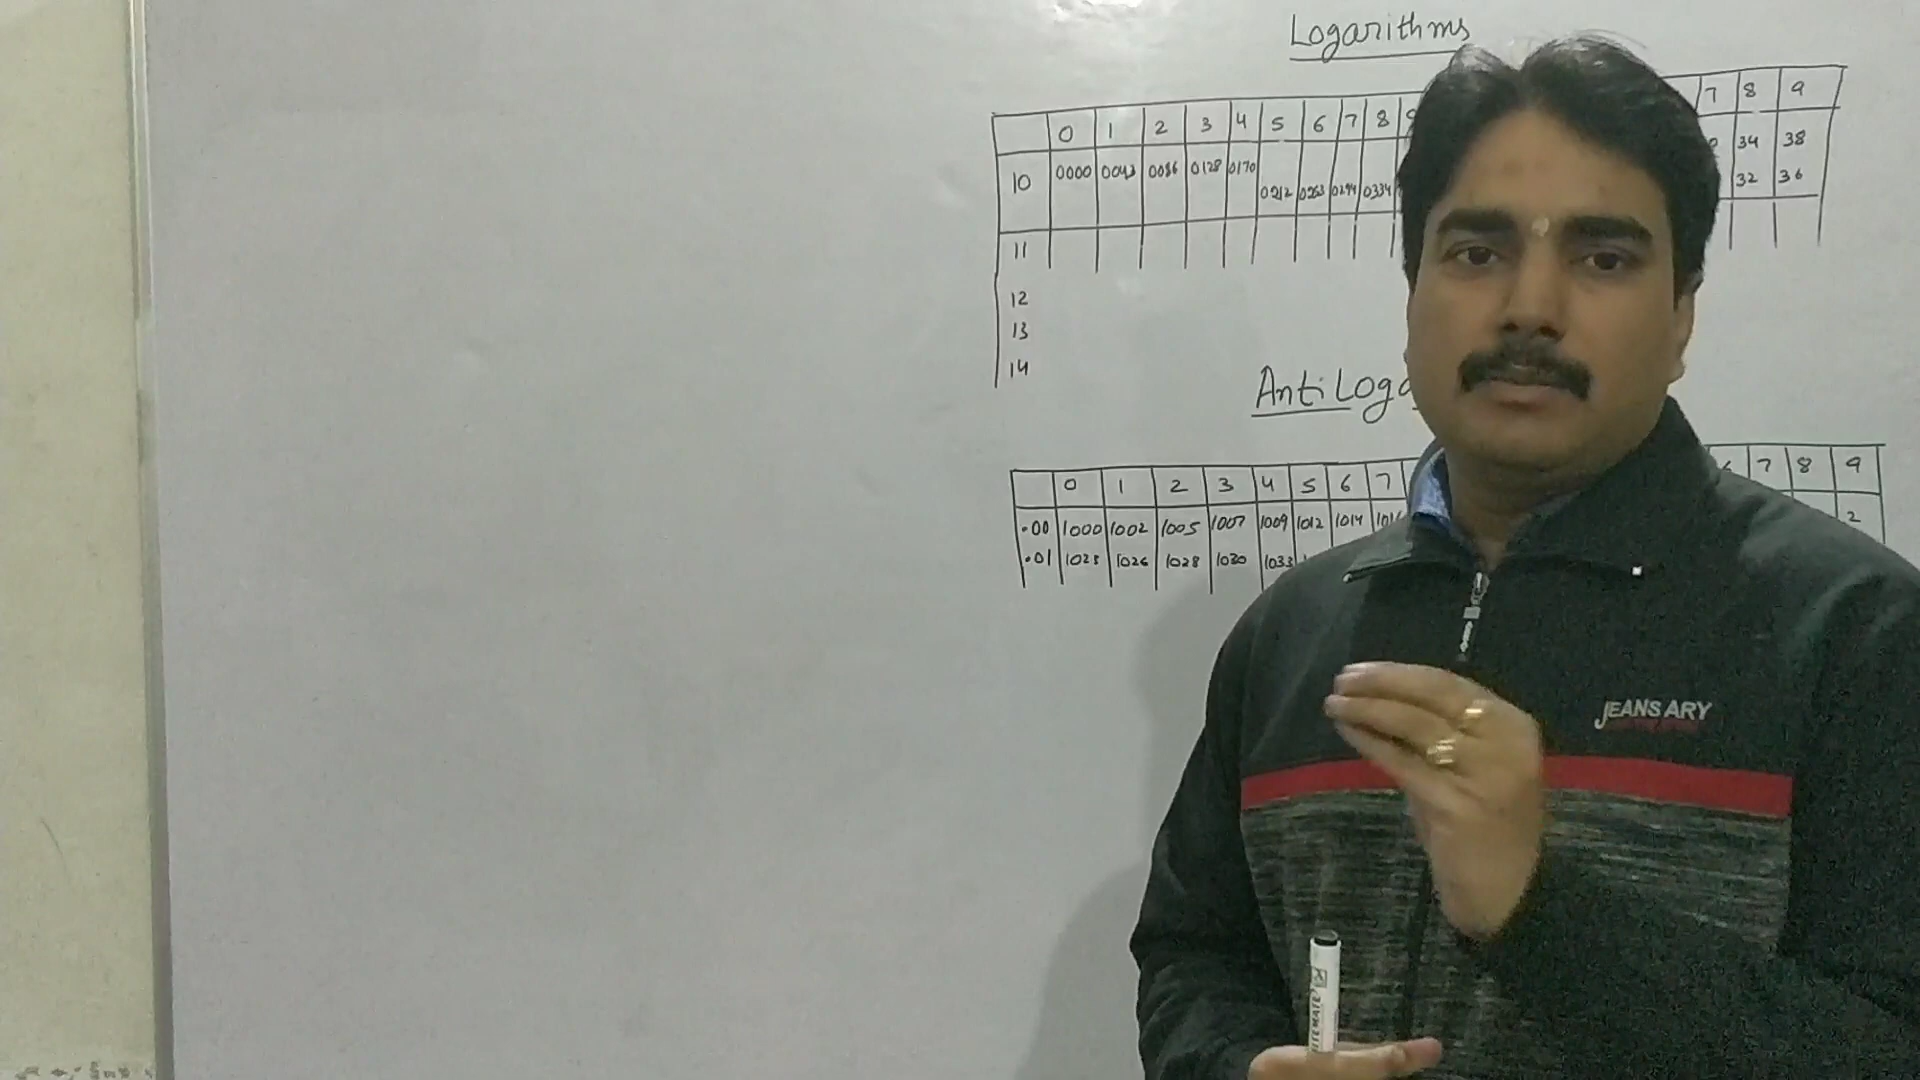 Logarithms
0 1 2 3 4 5 6 7 8 7 8 9
10 0000 0043 0086 0128 0170 34 38
0212 0253 0294 0334 32 36
11
12
13
14
Anti Loga
0 1 2 3 4 5 6 7 7 8 9
.00 1000 1002 1005 1007 1009 1012 1014 1016 2
.01 1023 1026 1028 1030 1033
JEANS ARY